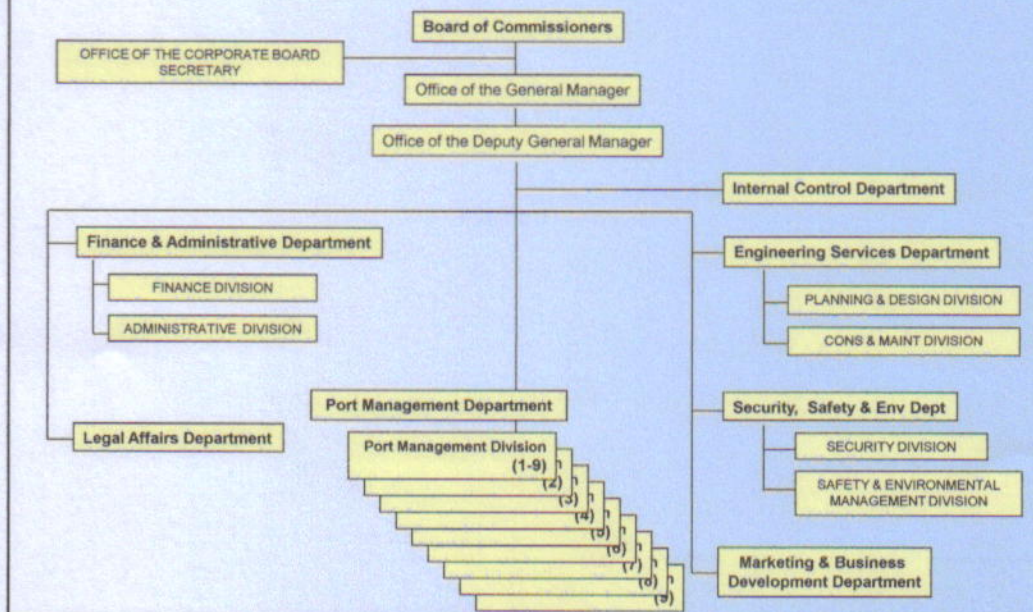 Board of Commissioners
OFFICE OF THE CORPORATE BOARD
SECRETARY
Office of the General Manager
Office of the Deputy General Manager
Internal Control Department
Finance & Administrative Department
FINANCE DIVISION
ADMINISTRATIVE DIVISION
Engineering Services Department
PLANNING & DESIGN DIVISION
CONS & MAINT DIVISION
Port Management Department
Legal Affairs Department
Port Management Division
(1-9)
n
(2)
n
(3)
n
(4)
n
(5)
n
(6)
n
(7)
n
(8)
n
(9)
Security, Safety & Env Dept
SECURITY DIVISION
SAFETY & ENVIRONMENTAL
MANAGEMENT DIVISION
Marketing & Business
Development Department